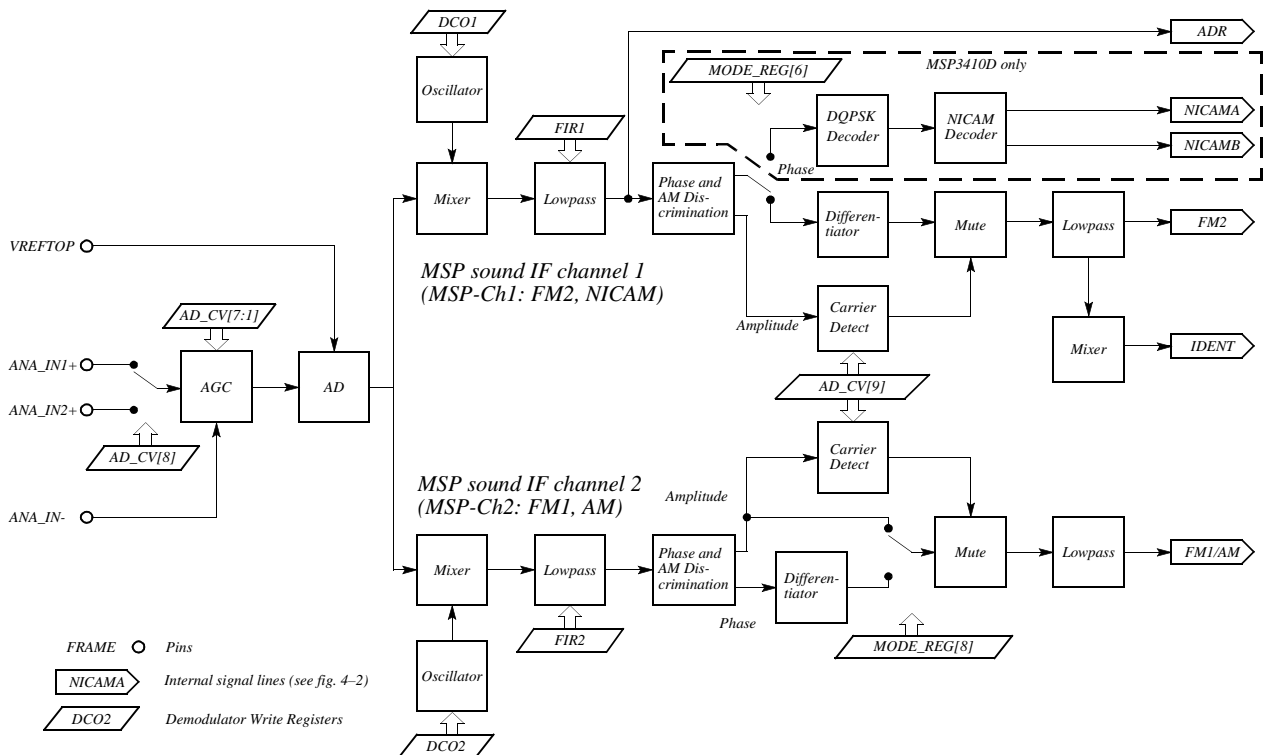 DCO1
ADR
MSP3410D only
MODE_REG[6]
Oscillator
DQPSK
Decoder
NICAM
Decoder
NICAMA
NICAMB
FIR1
Phase
Mixer
Lowpass
Phase and
AM Dis-
crimination
Differen-
tiator
Mute
Lowpass
FM2
VREFTOP
MSP sound IF channel 1
(MSP-Ch1: FM2, NICAM)
AD_CV[7:1]
Amplitude
Carrier
Detect
Mixer
IDENT
ANA_IN1+
AGC
AD
AD_CV[9]
ANA_IN2+
AD_CV[8]
Carrier
Detect
MSP sound IF channel 2
(MSP-Ch2: FM1, AM)
Amplitude
ANA_IN-
Mixer
Lowpass
Phase and
AM Dis-
crimination
Differen-
tiator
Mute
Lowpass
FM1/AM
Phase
FIR2
MODE_REG[8]
FRAME
Pins
Oscillator
NICAMA
Internal signal lines (see fig. 4–2)
DCO2
Demodulator Write Registers
DCO2